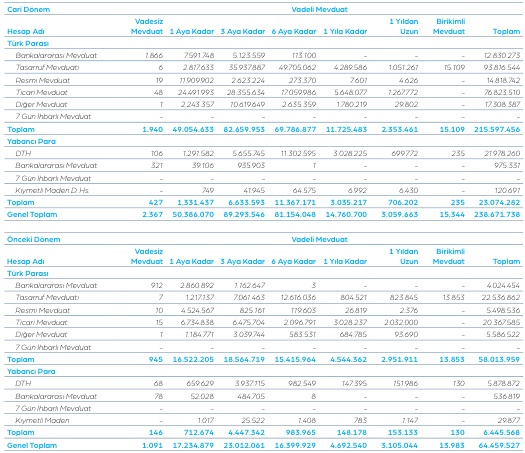 Cari Dönem Vadeli Mevduat
Vadesiz 1 Yıldan Birikimli
Hesap Adı Mevduat 1 Aya Kadar 3 Aya Kadar 6 Aya Kadar 1 Yıla Kadar Uzun Mevduat Toplam
Türk Parası
Bankalararası Mevduat 1.866 7.591.748 5.123.559 113.100 – – – 12.830.273
Tasarruf Mevduatı 6 2.817.633 35.937.887 49.705.062 4.289.586 1.051.261 15.109 93.816.544
Resmi Mevduat 19 11.909.902 2.623.224 273.370 7.601 4.626 – 14.818.742
Ticari Mevduat 48 24.491.993 28.355.634 17.059.986 5.648.077 1.267.772 – 76.823.510
Diğer Mevduat 1 2.243.357 10.619.649 2.635.359 1.780.219 29.802 – 17.308.387
7 Gün İhbarlı Mevduat – – – – – – – –
Toplam 1.940 49.054.633 82.659.953 69.786.877 11.725.483 2.353.461 15.109 215.597.456
Yabancı Para
DTH 106 1.291.582 5.655.745 11.302.595 3.028.225 699.772 235 21.978.260
Bankalararası Mevduat 321 39.106 935.903 1 – – – 975.331
7 Gün İhbarlı Mevduat – – – – – – – –
Kıymetli Maden D.Hs. – 749 41.945 64.575 6.992 6.430 – 120.691
Toplam 427 1.331.437 6.633.593 11.367.171 3.035.217 706.202 235 23.074.282
Genel Toplam 2.367 50.386.070 89.293.546 81.154.048 14.760.700 3.059.663 15.344 238.671.738
Önceki Dönem Vadeli Mevduat
Vadesiz 1 Yıldan Birikimli
Hesap Adı Mevduat 1 Aya Kadar 3 Aya Kadar 6 Aya Kadar 1 Yıla Kadar Uzun Mevduat Toplam
Türk Parası
Bankalararası Mevduat 912 2.860.892 1.162.647 3 – – – 4.024.454
Tasarruf Mevduatı 7 1.217.137 7.061.463 12.616.036 804.521 823.845 13.853 22.536.862
Resmi Mevduat 10 4.524.567 825.161 119.603 26.819 2.376 – 5.498.536
Ticari Mevduat 15 6.734.838 6.475.704 2.096.791 3.028.237 2.032.000 – 20.367.585
Diğer Mevduat 1 1.184.771 3.039.744 583.531 684.785 93.690 – 5.586.522
7 Gün İhbarlı Mevduat – – – – – – – –
Toplam 945 16.522.205 18.564.719 15.415.964 4.544.362 2.951.911 13.853 58.013.959
Yabancı Para
DTH 68 659.629 3.937.115 982.549 147.395 151.986 130 5.878.872
Bankalararası Mevduat 78 52.028 484.705 8 – – – 536.819
7 Gün İhbarlı Mevduat – – – – – – – –
Kıymetli Maden – 1.017 25.522 1.408 783 1.147 – 29.877
Toplam 146 712.674 4.447.342 983.965 148.178 153.133 130 6.445.568
Genel Toplam 1.091 17.234.879 23.012.061 16.399.929 4.692.540 3.105.044 13.983 64.459.527